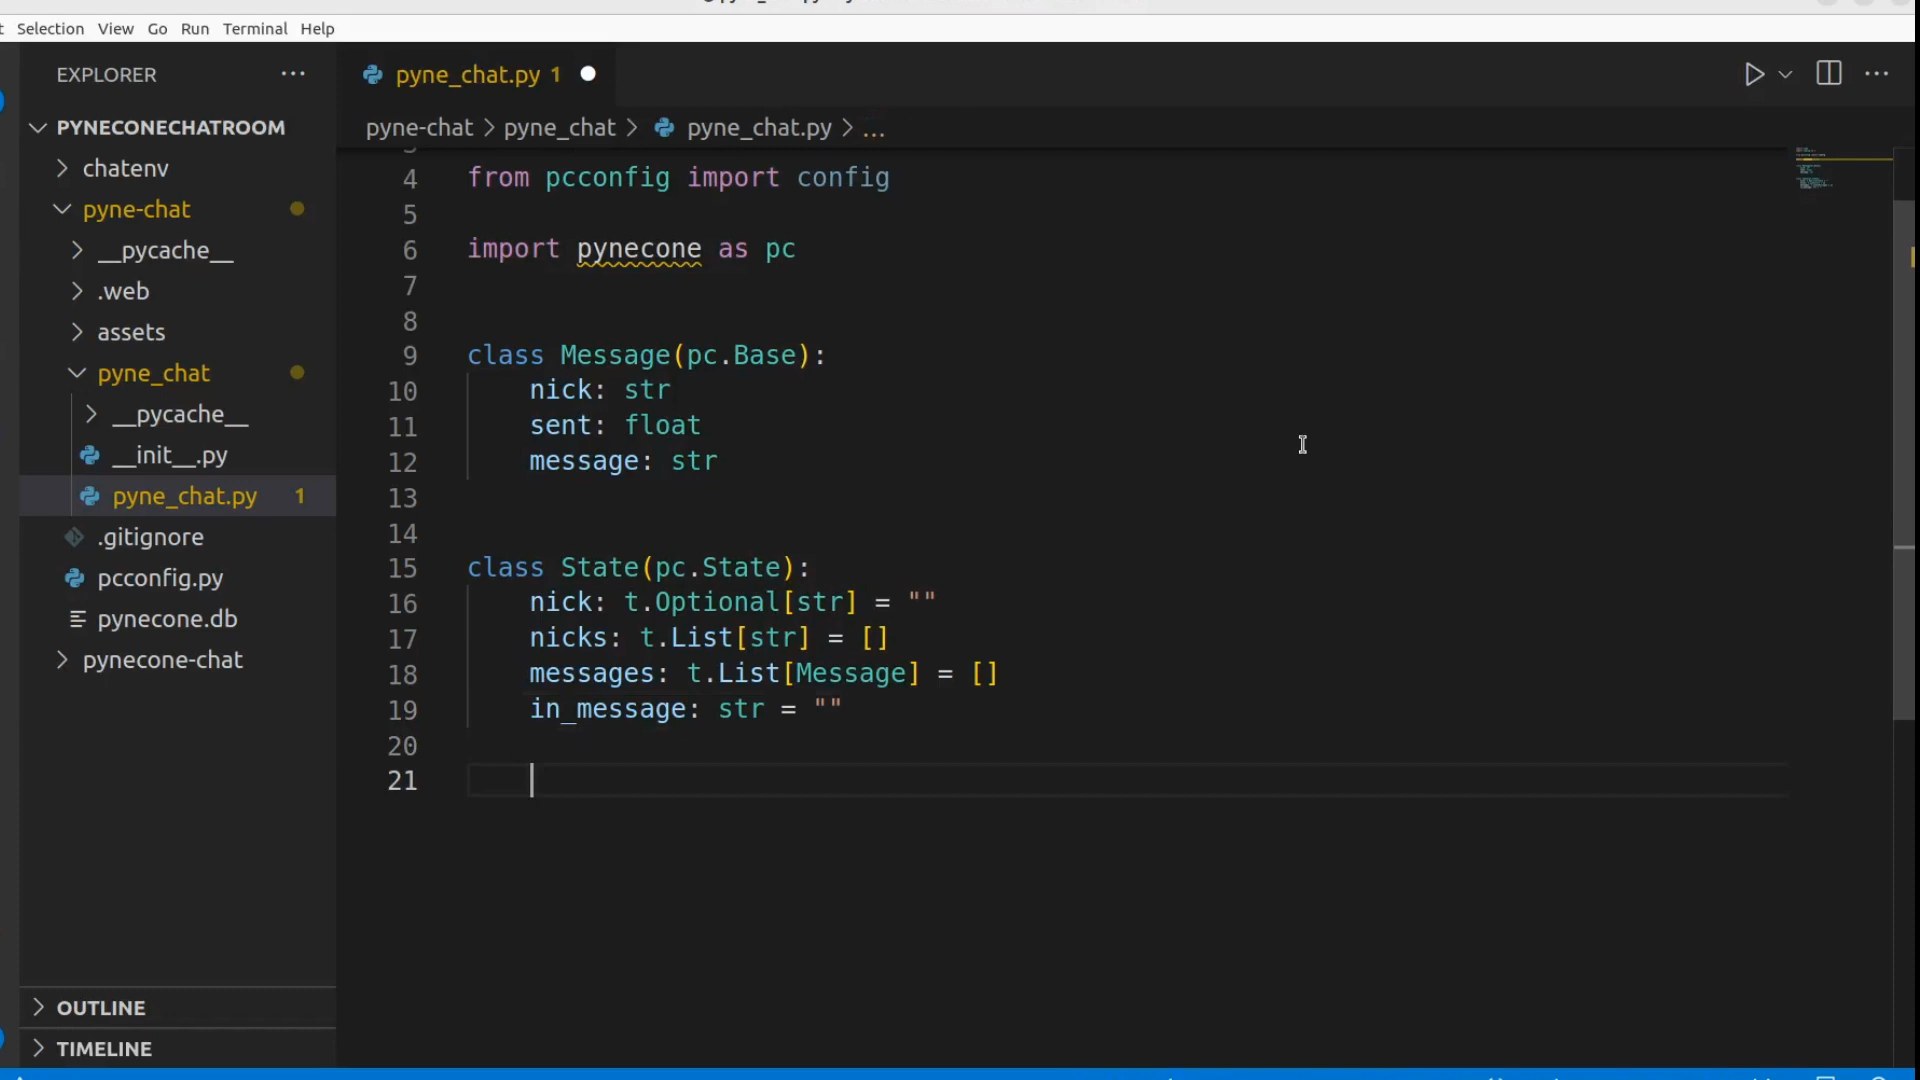 Selection View Go Run Terminal Help
EXPLORER ...
pyne_chat.py 1
PYNECONECHATROOM
pyne-chat > pyne_chat > pyne_chat.py > ...
chatenv
pyne-chat
__pycache__
.web
assets
pyne_chat
__pycache__
__init__.py
pyne_chat.py 1
.gitignore
pcconfig.py
pynecone.db
pynecone-chat
OUTLINE
TIMELINE
4 from pcconfig import config
5
6 import pynecone as pc
7
8
9 class Message(pc.Base):
10 nick: str
11 sent: float
12 message: str
13
14
15 class State(pc.State):
16 nick: t.Optional[str] = ""
17 nicks: t.List[str] = []
18 messages: t.List[Message] = []
19 in_message: str = ""
20
21